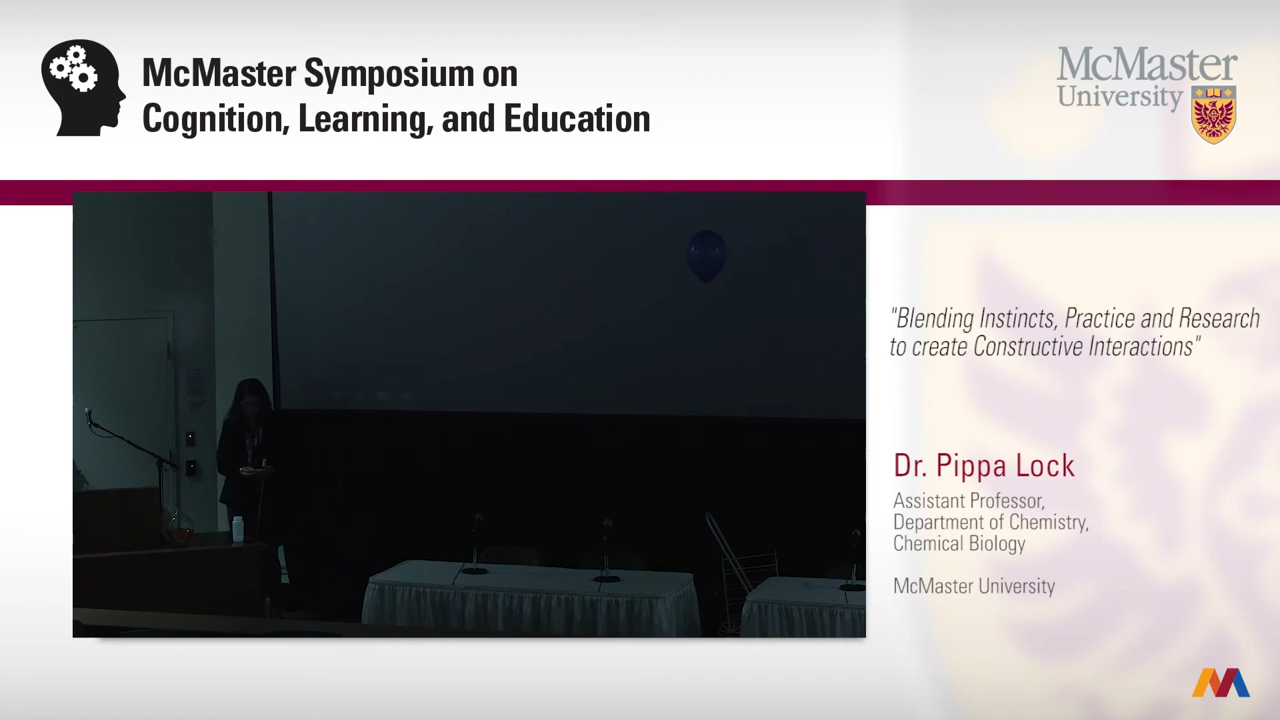 McMaster Symposium on
Cognition, Learning, and Education
McMaster
University
"Blending Instincts, Practice and Research
to create Constructive Interactions"
Dr. Pippa Lock
Assistant Professor,
Department of Chemistry,
Chemical Biology
McMaster University